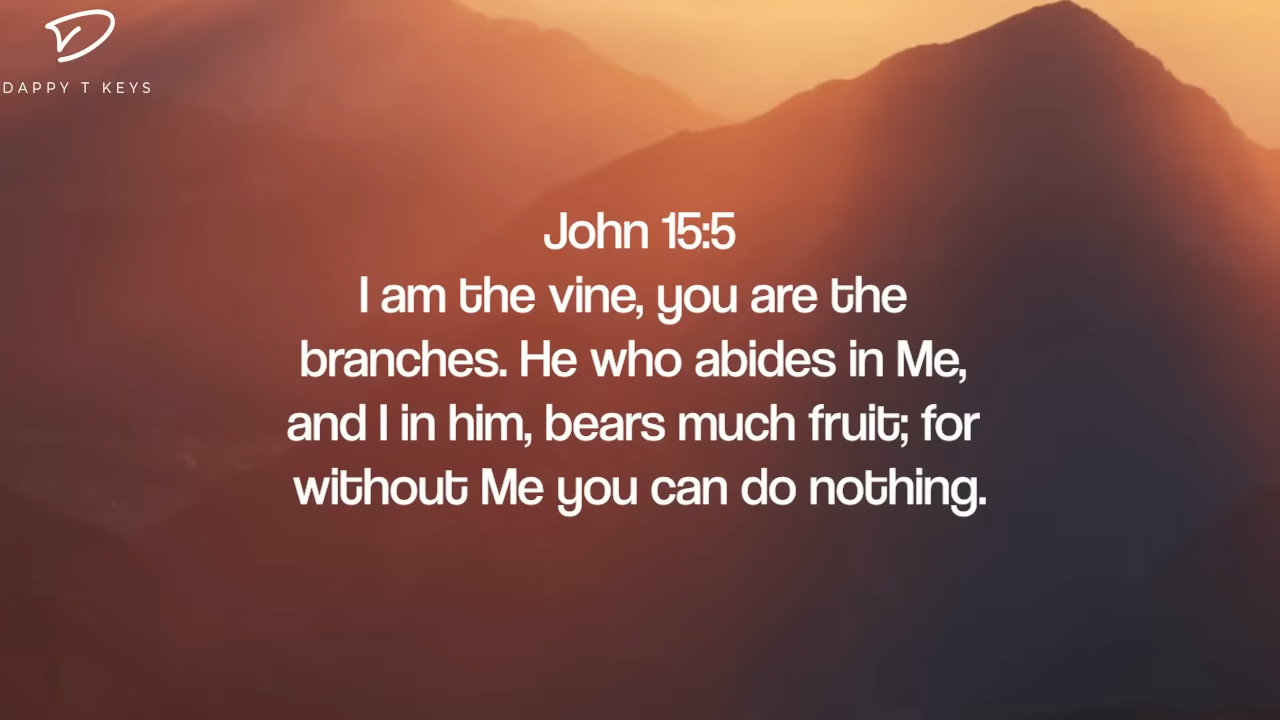 DAPPY T KEYS
John 15:5
I am the vine, you are the
branches. He who abides in Me,
and I in him, bears much fruit; for
without Me you can do nothing.